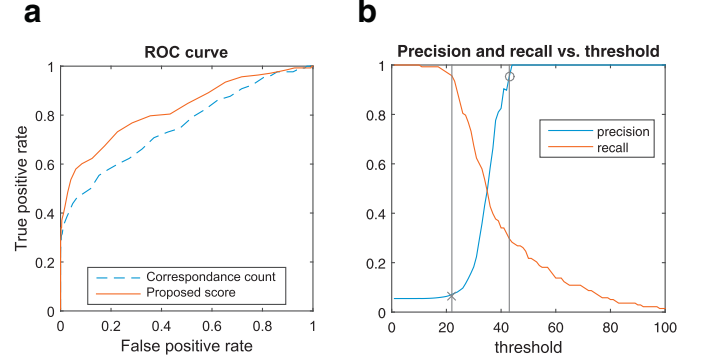 a
ROC curve
True positive rate
1
0.8
0.6
0.4
0.2
0
0 0.2 0.4 0.6 0.8 1
False positive rate
Correspondance count
Proposed score
b
Precision and recall vs. threshold
1
0.8
0.6
0.4
0.2
0
0 20 40 60 80 100
threshold
precision
recall